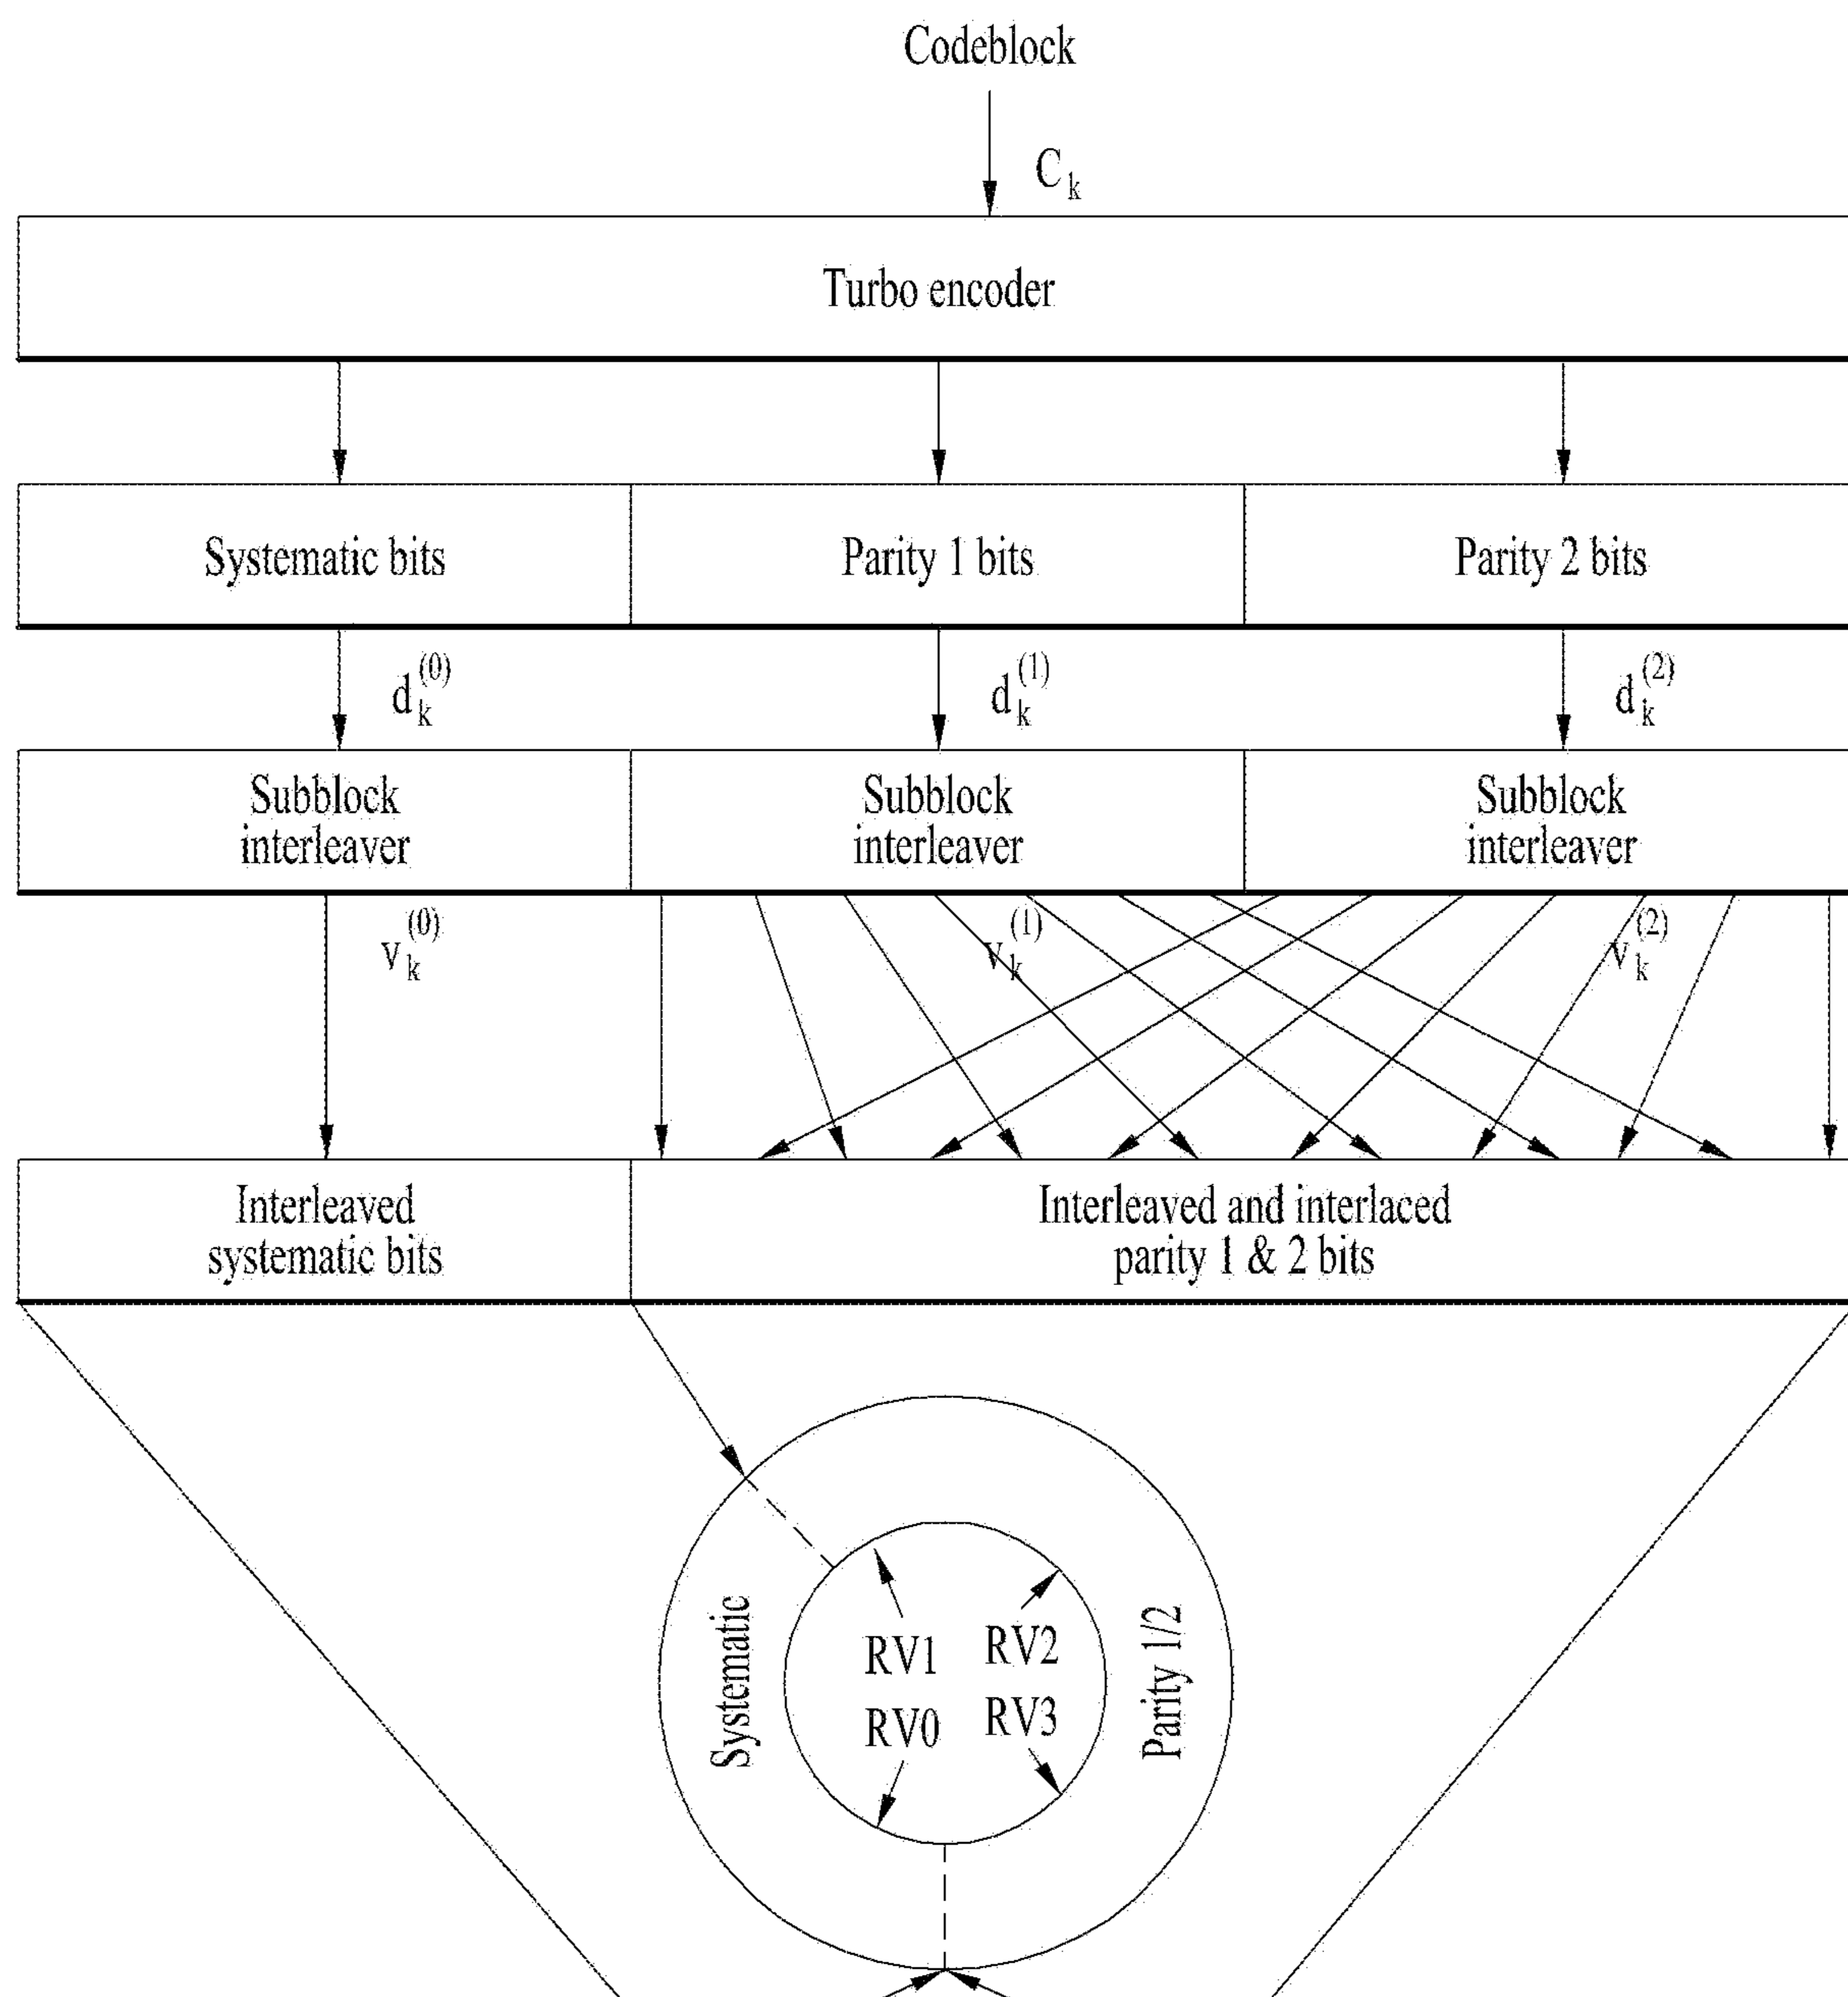 Codeblock
C_k
Turbo encoder
Systematic bits
Parity 1 bits
Parity 2 bits
d_k^(0)
d_k^(1)
d_k^(2)
Subblock
interleaver
Subblock
interleaver
Subblock
interleaver
v_k^(0)
v_k^(1)
v_k^(2)
Interleaved
systematic bits
Interleaved and interlaced
parity 1 & 2 bits
Systematic
RV1
RV2
RV0
RV3
Parity 1/2